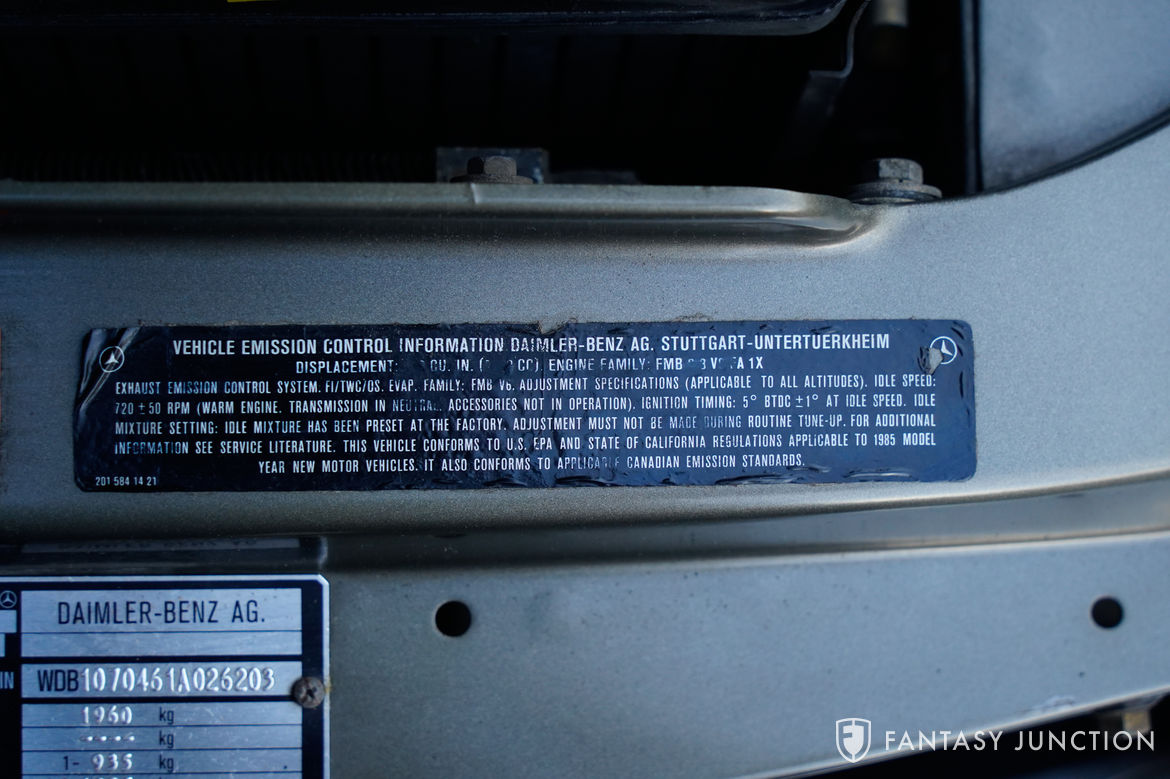 VEHICLE EMISSION CONTROL INFORMATION DAIMLER-BENZ AG. STUTTGART-UNTERTUERKHEIM
DISPLACEMENT: CU. IN. ( CC). ENGINE FAMILY: FMB 1X
EXHAUST EMISSION CONTROL SYSTEM. FI/TWC/OS. EVAP. FAMILY: FMB V6. ADJUSTMENT SPECIFICATIONS (APPLICABLE TO ALL ALTITUDES). IDLE SPEED:
720 ± 50 RPM (WARM ENGINE. TRANSMISSION IN NEUTRAL. ACCESSORIES NOT IN OPERATION). IGNITION TIMING: 5° BTDC ± 1° AT IDLE SPEED. IDLE
MIXTURE SETTING: IDLE MIXTURE HAS BEEN PRESET AT THE FACTORY. ADJUSTMENT MUST NOT BE MADE DURING ROUTINE TUNE-UP. FOR ADDITIONAL
INFORMATION SEE SERVICE LITERATURE. THIS VEHICLE CONFORMS TO U.S. EPA AND STATE OF CALIFORNIA REGULATIONS APPLICABLE TO 1985 MODEL
YEAR NEW MOTOR VEHICLES. IT ALSO CONFORMS TO APPLICABLE CANADIAN EMISSION STANDARDS.
201 584 14 21
DAIMLER-BENZ AG.
WDB1070461A026203
1960 kg
---- kg
1- 935 kg
FANTASY JUNCTION